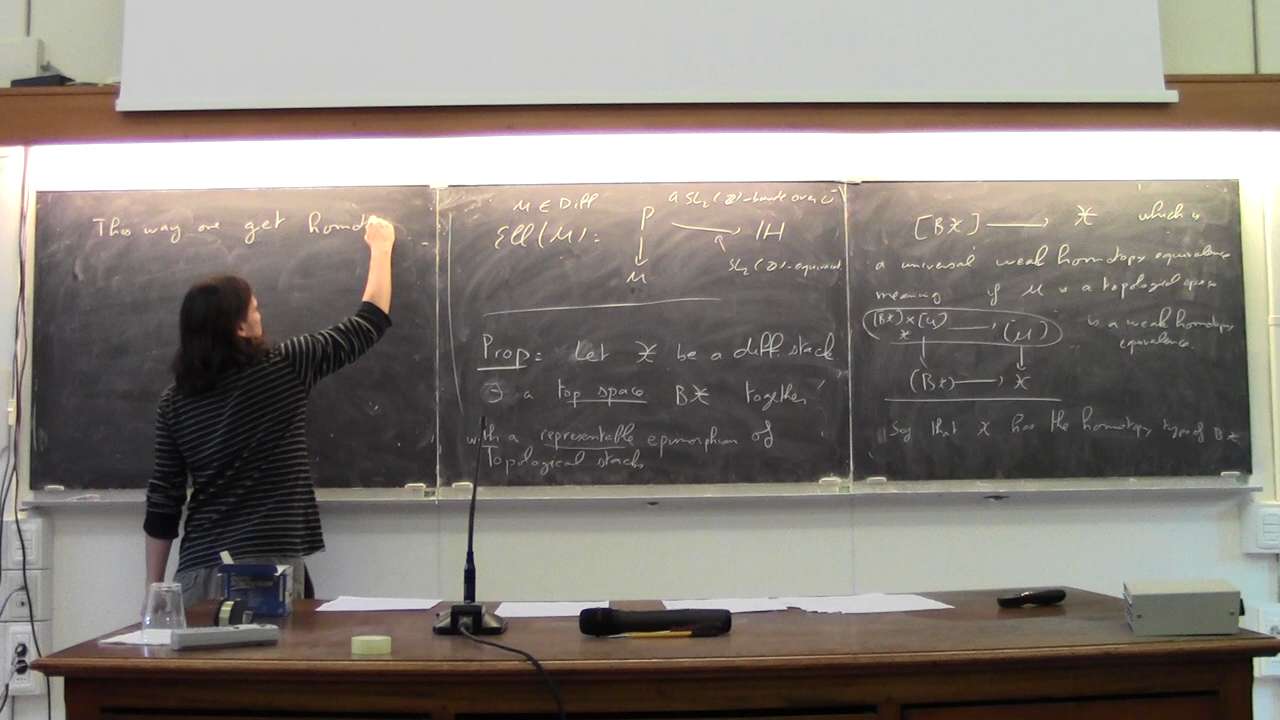 This way one get homoto
M ∈ Diff
a SL₂(ℤ)-bundle over
Ell(M):
P ⟶ ℍ
↓
SL₂(ℤ)-equivariant
M
Prop: Let 𝒳 be a diff. stack
∃ a top space B𝒳 together
with a representable epimorphism of
Topological stacks
[B𝒳] ⟶ 𝒳 which is
a universal weak homotopy equivalence
meaning if M is a topological space
(B𝒳) × [M] ⟶ (M)
𝒳
is a weak homotopy
equivalence.
↓ ↓
(B𝒳) ⟶ 𝒳
Say that 𝒳 has the homotopy type of B𝒳